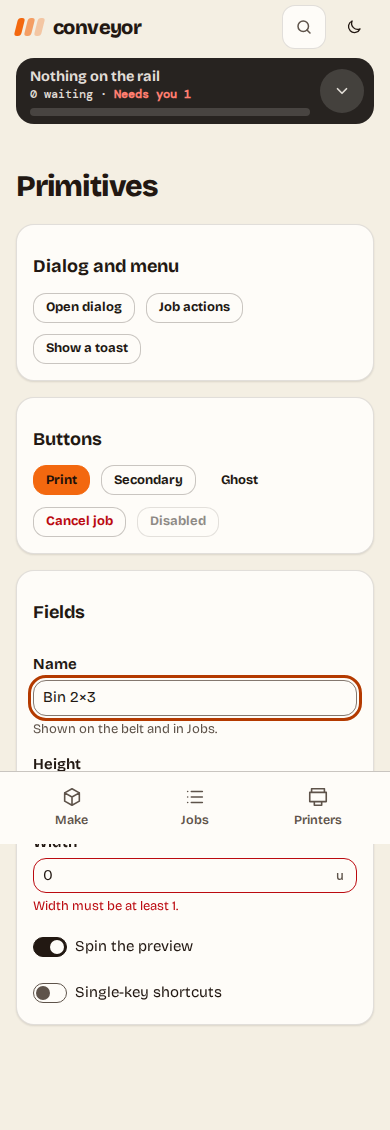 conveyor
Nothing on the rail
0 waiting · Needs you 1
Primitives
Dialog and menu
Open dialog
Job actions
Show a toast
Buttons
Print
Secondary
Ghost
Cancel job
Disabled
Fields
Name
Bin 2×3
Shown on the belt and in Jobs.
Height
Make
Jobs
Printers
Width
0
u
Width must be at least 1.
Spin the preview
Single-key shortcuts